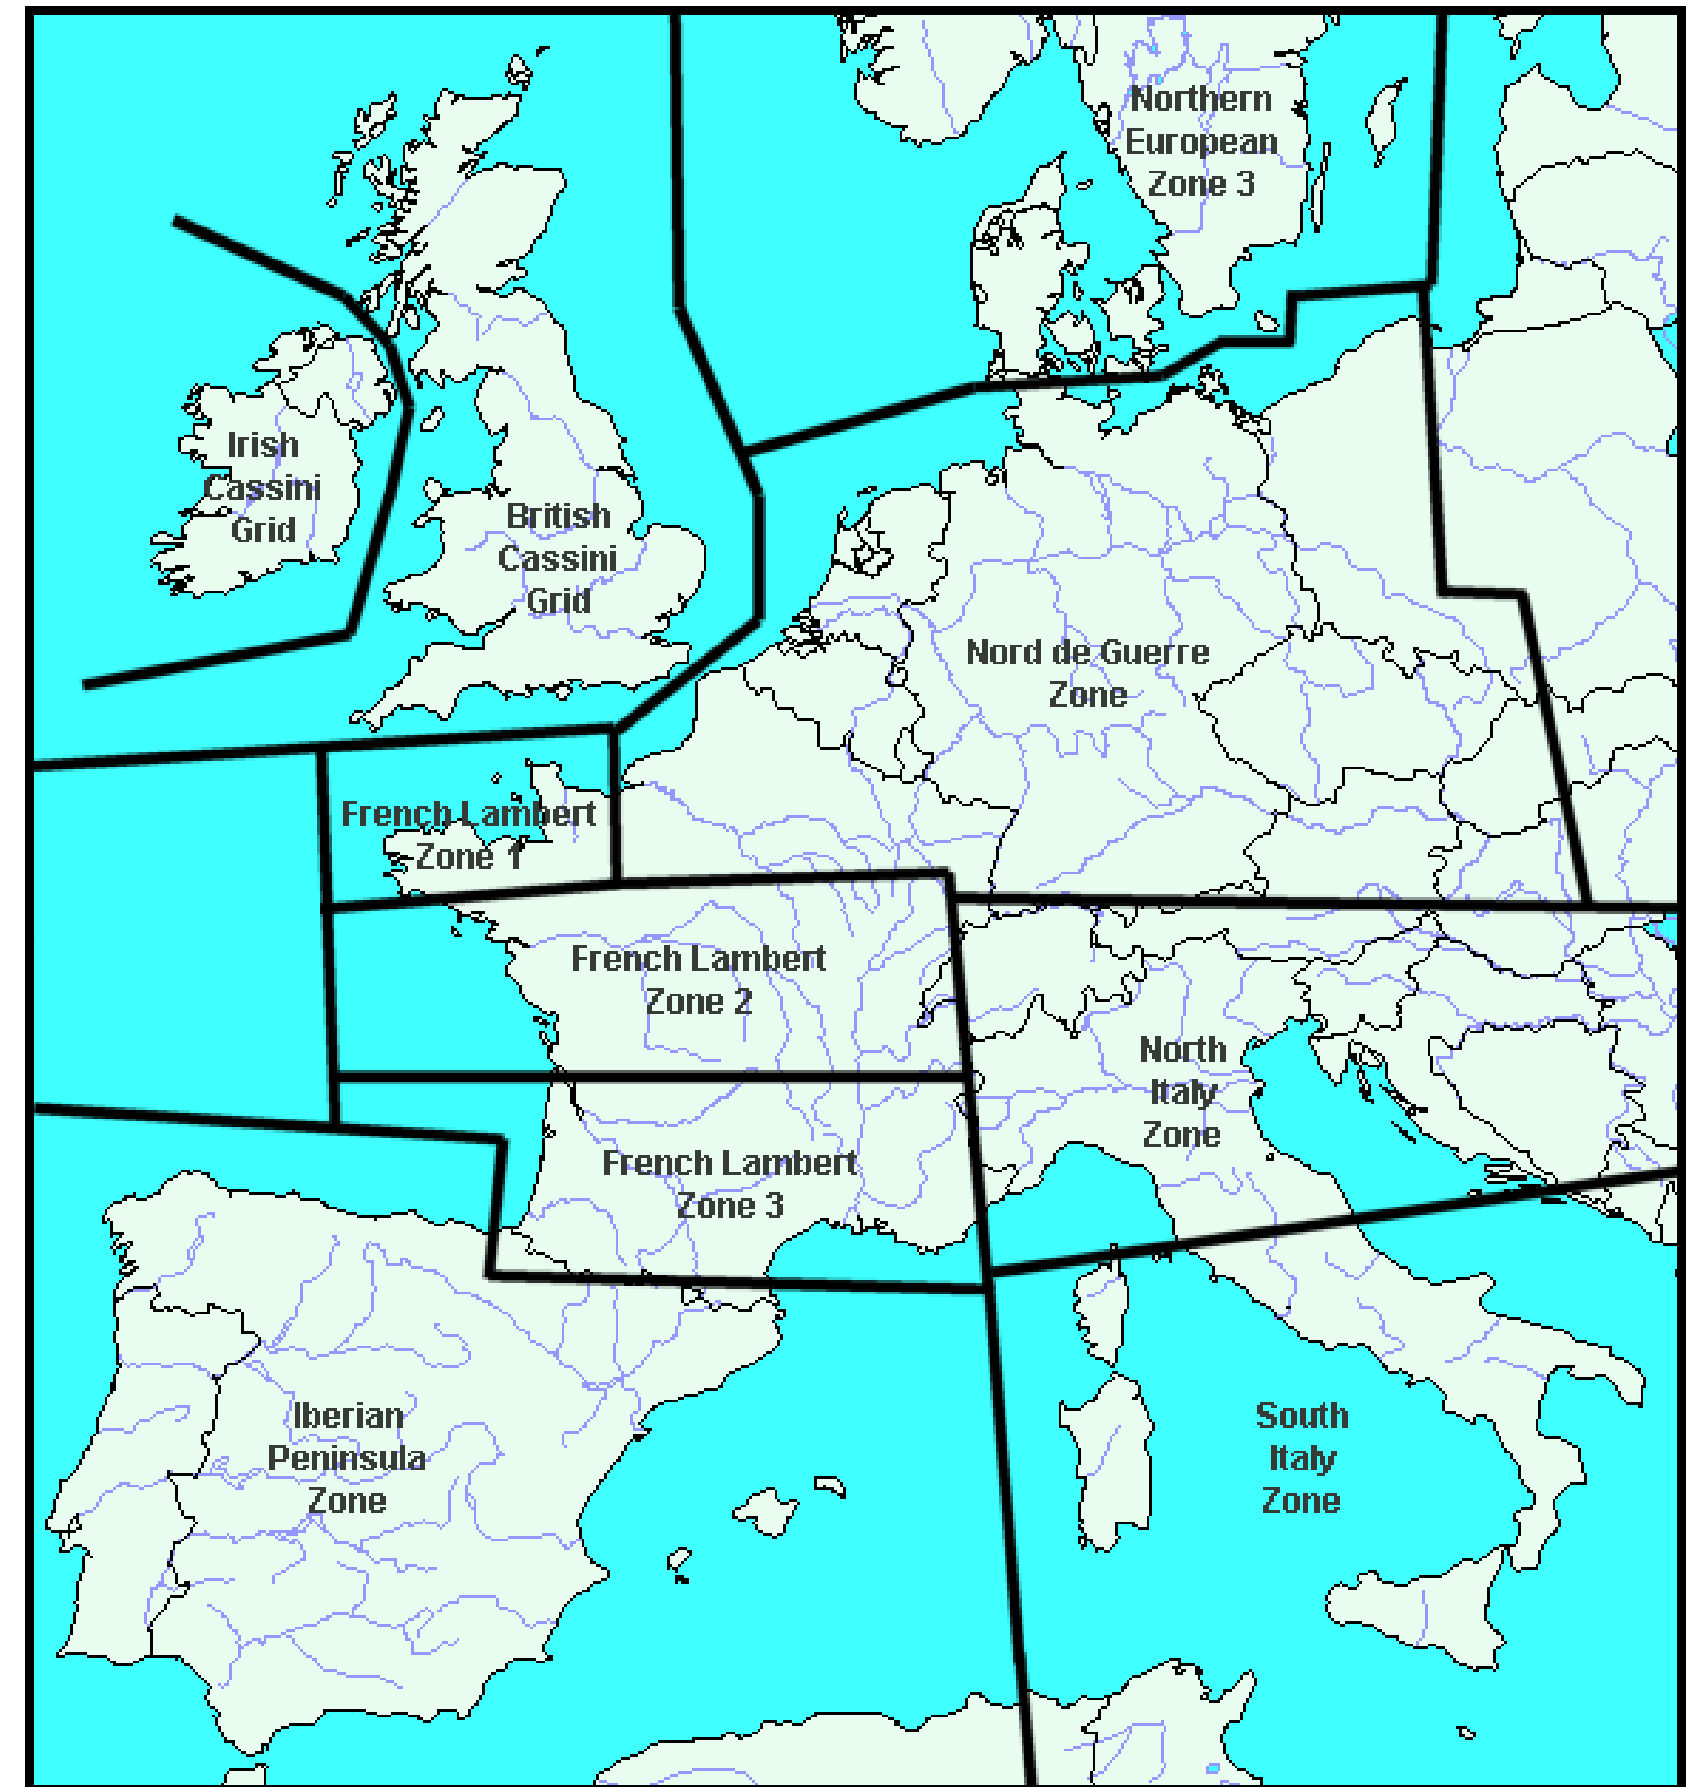 Northern
European
Zone 3
Irish
Cassini
Grid
British
Cassini
Grid
Nord de Guerre
Zone
French Lambert
Zone 1
French Lambert
Zone 2
North
Italy
Zone
French Lambert
Zone 3
Iberian
Peninsula
Zone
South
Italy
Zone